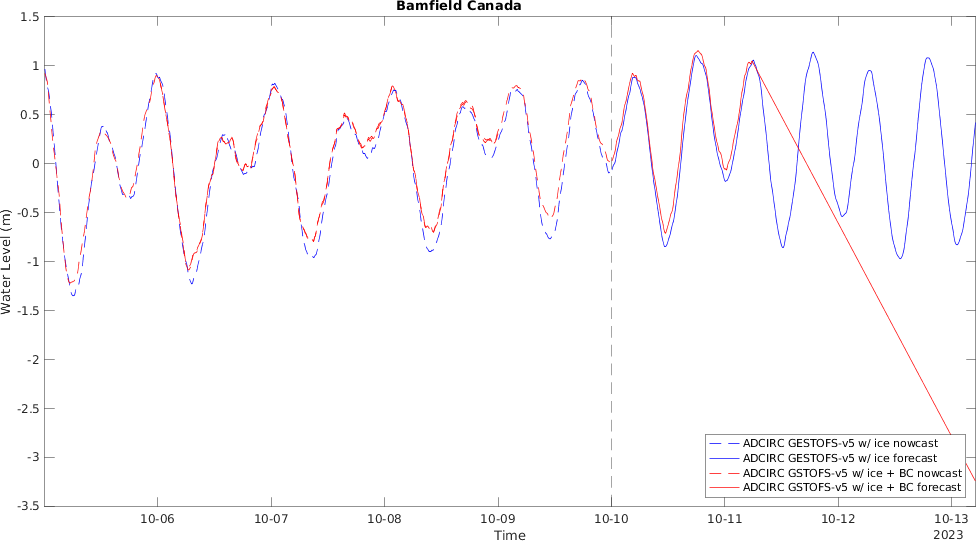 Bamfield Canada
Water Level (m)
1.5
1
0.5
0
-0.5
-1
-1.5
-2
-2.5
-3
-3.5
10-06 10-07 10-08 10-09 10-10 10-11 10-12 10-13
2023
Time
ADCIRC GESTOFS-v5 w/ ice nowcast
ADCIRC GESTOFS-v5 w/ ice forecast
ADCIRC GSTOFS-v5 w/ ice + BC nowcast
ADCIRC GSTOFS-v5 w/ ice + BC forecast